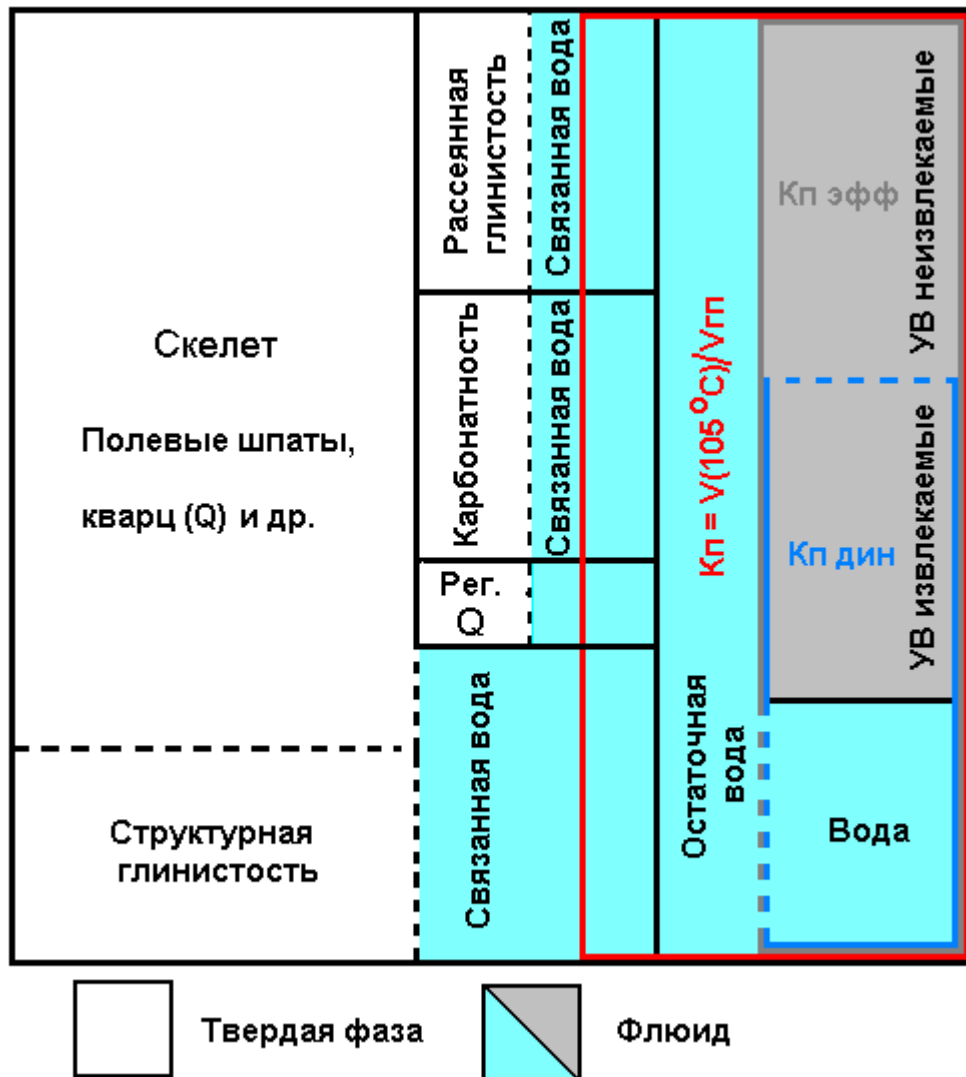 Скелет
Полевые шпаты,
кварц (Q) и др.
Структурная
глинистость
Рассеянная
глинистость
Связанная вода
Карбонатность
Связанная вода
Рег.
Q
Связанная вода
Kп = V(105°C)/Vгп
Остаточная
вода
Кп эфф
УВ неизвлекаемые
Кп дин
УВ извлекаемые
Вода
Твердая фаза
Флюид